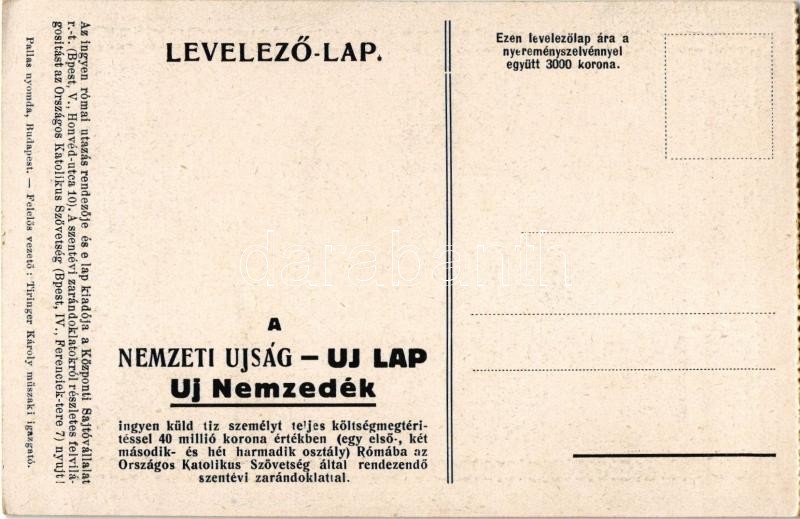 LEVELEZŐ-LAP.
Ezen levelezőlap ára a
nyereményszelvénnyel
együtt 3000 korona.
A
NEMZETI UJSÁG — UJ LAP
Uj Nemzedék
ingyen küld tiz személyt teljes költségmegtéri-
téssel 40 millió korona értékben (egy első-, két
második- és hét harmadik osztály) Rómába az
Országos Katolikus Szövetség által rendezendő
szentévi zarándoklattal.
Az ingyen római utazás rendezője és e lap kiadója a Központi Sajtóvállalat
r.-t. (Bpest, V., Honvéd-utca 10). A szentévi zarándoklatokról részletes felvilá-
gosítást az Országos Katolikus Szövetség (Bpest, IV., Ferenciek-tere 7) nyujt!
Pallas nyomda, Budapest. — Felelős vezető: Tiringer Károly műszaki igazgató.
darabanth